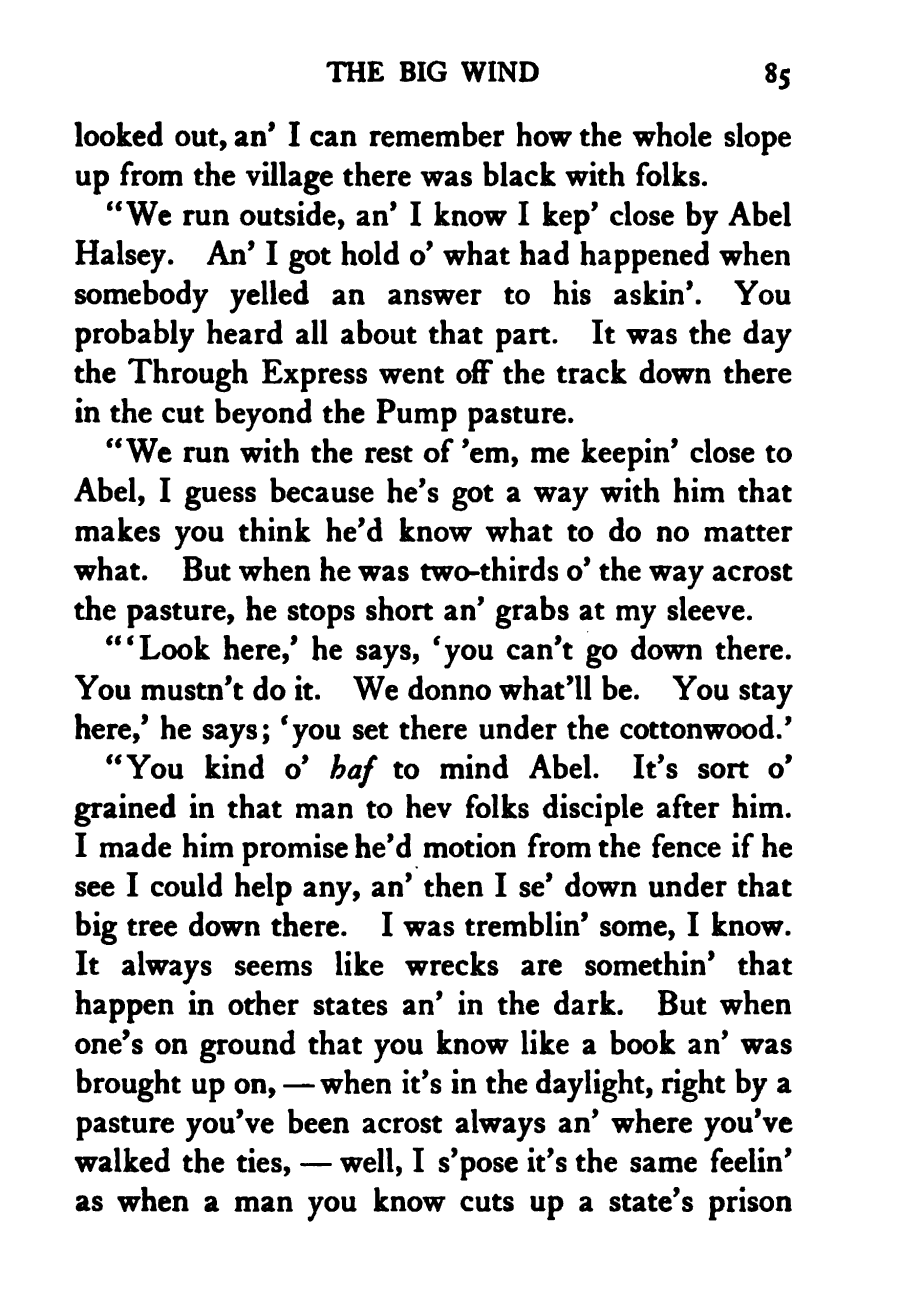 THE BIG WIND 85
looked out, an' I can remember how the whole slope
up from the village there was black with folks.
"We run outside, an' I know I kep' close by Abel
Halsey. An' I got hold o' what had happened when
somebody yelled an answer to his askin'. You
probably heard all about that part. It was the day
the Through Express went off the track down there
in the cut beyond the Pump pasture.
"We run with the rest of 'em, me keepin' close to
Abel, I guess because he's got a way with him that
makes you think he'd know what to do no matter
what. But when he was two-thirds o' the way acrost
the pasture, he stops short an' grabs at my sleeve.
"'Look here,' he says, 'you can't go down there.
You mustn't do it. We donno what'll be. You stay
here,' he says; 'you set there under the cottonwood.'
"You kind o' haf to mind Abel. It's sort o'
grained in that man to hev folks disciple after him.
I made him promise he'd motion from the fence if he
see I could help any, an' then I se' down under that
big tree down there. I was tremblin' some, I know.
It always seems like wrecks are somethin' that
happen in other states an' in the dark. But when
one's on ground that you know like a book an' was
brought up on, — when it's in the daylight, right by a
pasture you've been acrost always an' where you've
walked the ties, — well, I s'pose it's the same feelin'
as when a man you know cuts up a state's prison